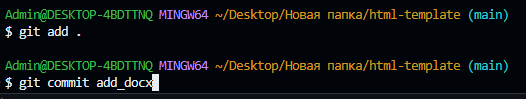 Admin@DESKTOP-4BDTTNQ MINGW64 ~/Desktop/Новая папка/html-template (main)
$ git add .
Admin@DESKTOP-4BDTTNQ MINGW64 ~/Desktop/Новая папка/html-template (main)
$ git commit add_docx